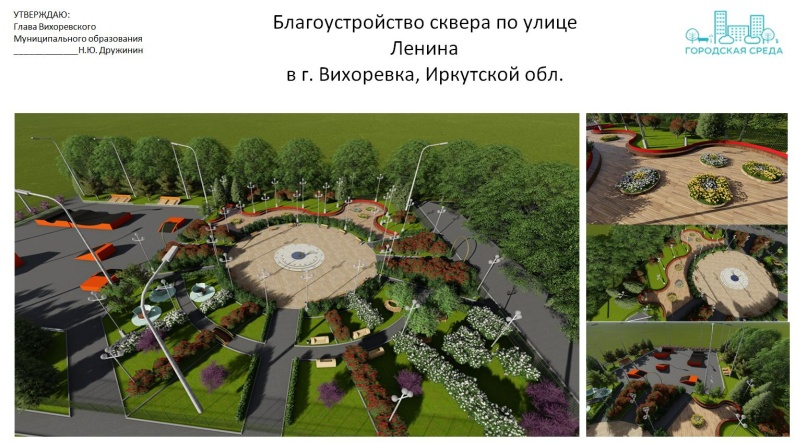 УТВЕРЖДАЮ:
Глава Вихоревского
Муниципального образования
_____________Н.Ю. Дружинин
Благоустройство сквера по улице
Ленина
в г. Вихоревка, Иркутской обл.
ГОРОДСКАЯ СРЕДА